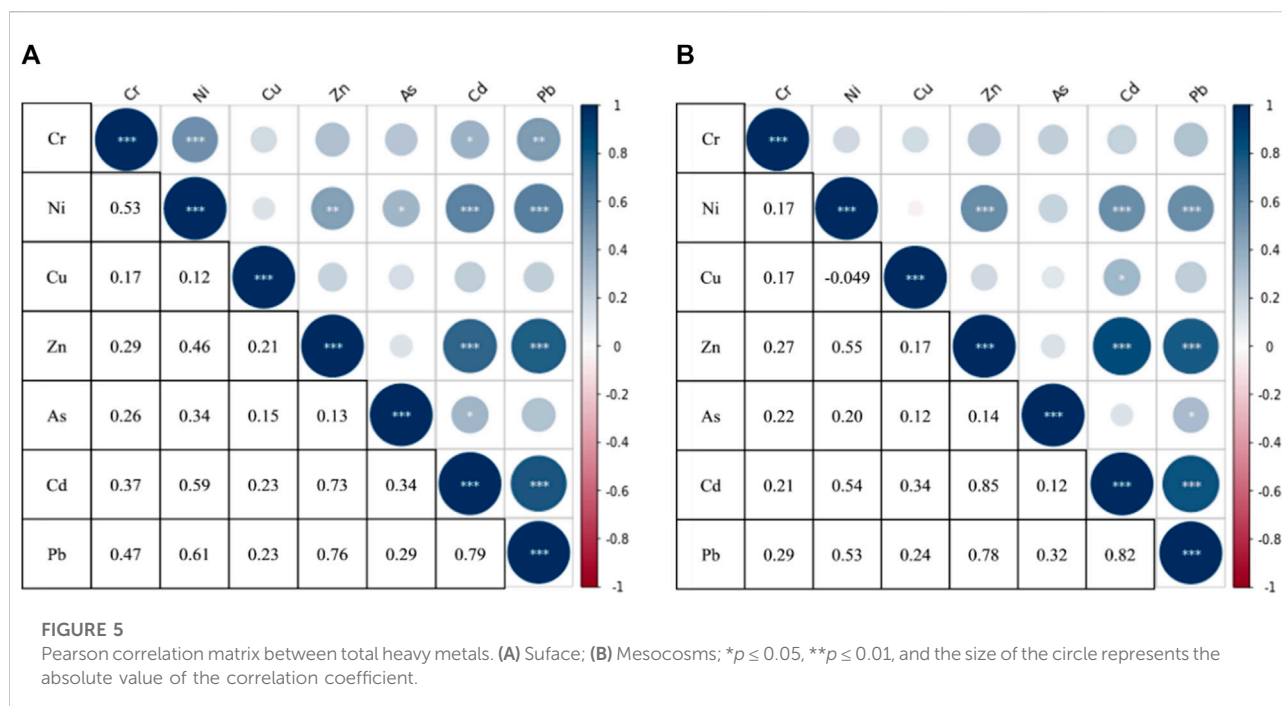 A
B
Cr Ni Cu Zn As Cd Pb
Cr *** *** * **
Ni 0.53 *** ** * *** ***
Cu 0.17 0.12 ***
Zn 0.29 0.46 0.21 *** *** ***
As 0.26 0.34 0.15 0.13 *** *
Cd 0.37 0.59 0.23 0.73 0.34 *** ***
Pb 0.47 0.61 0.23 0.76 0.29 0.79 ***
1
0.8
0.6
0.4
0.2
0
-0.2
-0.4
-0.6
-0.8
-1
Cr Ni Cu Zn As Cd Pb
Cr ***
Ni 0.17 *** *** *** ***
Cu 0.17 -0.049 *** *
Zn 0.27 0.55 0.17 *** *** ***
As 0.22 0.20 0.12 0.14 *** *
Cd 0.21 0.54 0.34 0.85 0.12 *** ***
Pb 0.29 0.53 0.24 0.78 0.32 0.82 ***
1
0.8
0.6
0.4
0.2
0
-0.2
-0.4
-0.6
-0.8
-1
FIGURE 5
Pearson correlation matrix between total heavy metals. (A) Suface; (B) Mesocosms; *p ≤ 0.05, **p ≤ 0.01, and the size of the circle represents the
absolute value of the correlation coefficient.